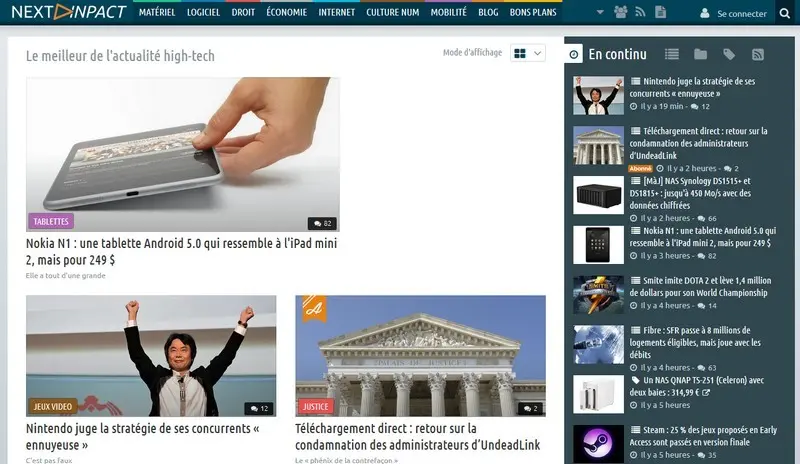 NEXT INPACT
MATÉRIEL LOGICIEL DROIT ÉCONOMIE INTERNET CULTURE NUM MOBILITÉ BLOG BONS PLANS
Se connecter
Le meilleur de l'actualité high-tech
Mode d'affichage
TABLETTES
82
Nokia N1 : une tablette Android 5.0 qui ressemble à l'iPad mini
2, mais pour 249 $
Elle a tout d'une grande
JEUX VIDEO
12
Nintendo juge la stratégie de ses concurrents «
ennuyeuse »
C'est pas l'aux
PALAIS DE JUSTICE
JUSTICE
2
Téléchargement direct : retour sur la
condamnation des administrateurs d'UndeadLink
Le « phénix de la contrefaçon »
En continu
Nintendo juge la stratégie de ses
concurrents « ennuyeuse »
Il y a 19 min - 12
Téléchargement direct : retour sur la
condamnation des administrateurs
d'UndeadLink
Abonné Il y a 2 heures - 2
[MàJ] NAS Synology DS1515+ et
DS1815+ : jusqu'à 450 Mo/s avec des
données chiffrées
Il y a 2 heures - 66
Nokia N1 : une tablette Android 5.0 qui
ressemble à l'iPad mini 2, mais pour 249 $
Il y a 3 heures - 82
Smite imite DOTA 2 et lève 1,4 million
de dollars pour son World Championship
Il y a 4 heures - 14
Fibre : SFR passe à 8 millions de
logements éligibles, mais joue avec les
débits
Il y a 4 heures - 63
Un NAS QNAP TS-251 (Celeron) avec
deux baies : 314,99 €
Il y a 5 heures
Steam : 25 % des jeux proposés en Early
Access sont passés en version finale
Il y a 5 heures - 35